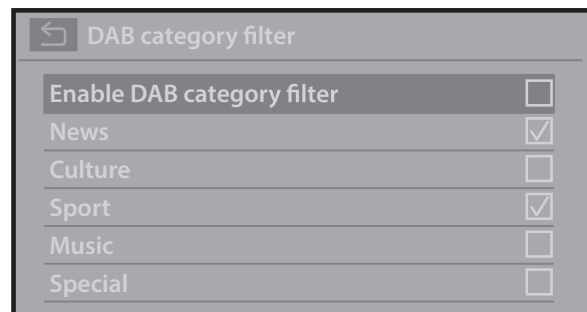 DAB category filter
Enable DAB category filter
News
Culture
Sport
Music
Special